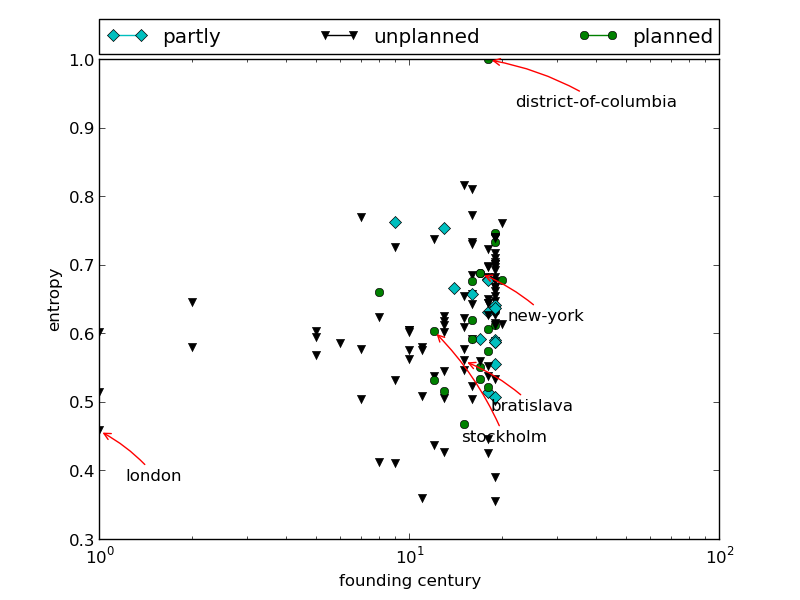 partly unplanned planned
1.0
district-of-columbia
0.9
0.8
0.7
entropy
new-york
0.6
bratislava
0.5
stockholm
london
0.4
0.3
10^0 10^1 10^2
founding century